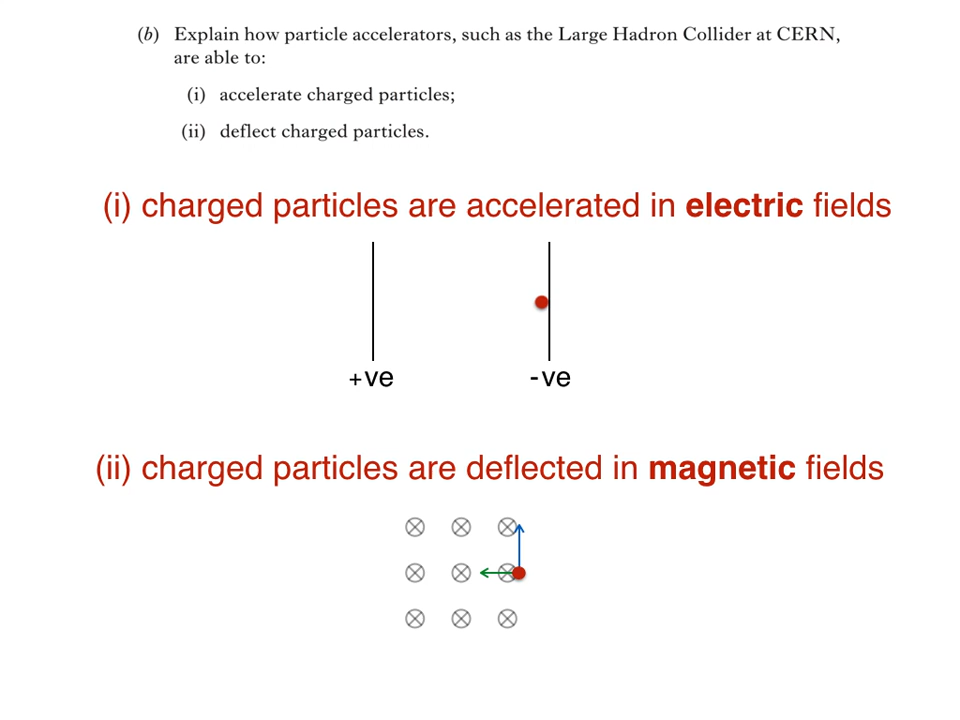 (b) Explain how particle accelerators, such as the Large Hadron Collider at CERN,
are able to:
(i) accelerate charged particles;
(ii) deflect charged particles.
(i) charged particles are accelerated in electric fields
+ve -ve
(ii) charged particles are deflected in magnetic fields